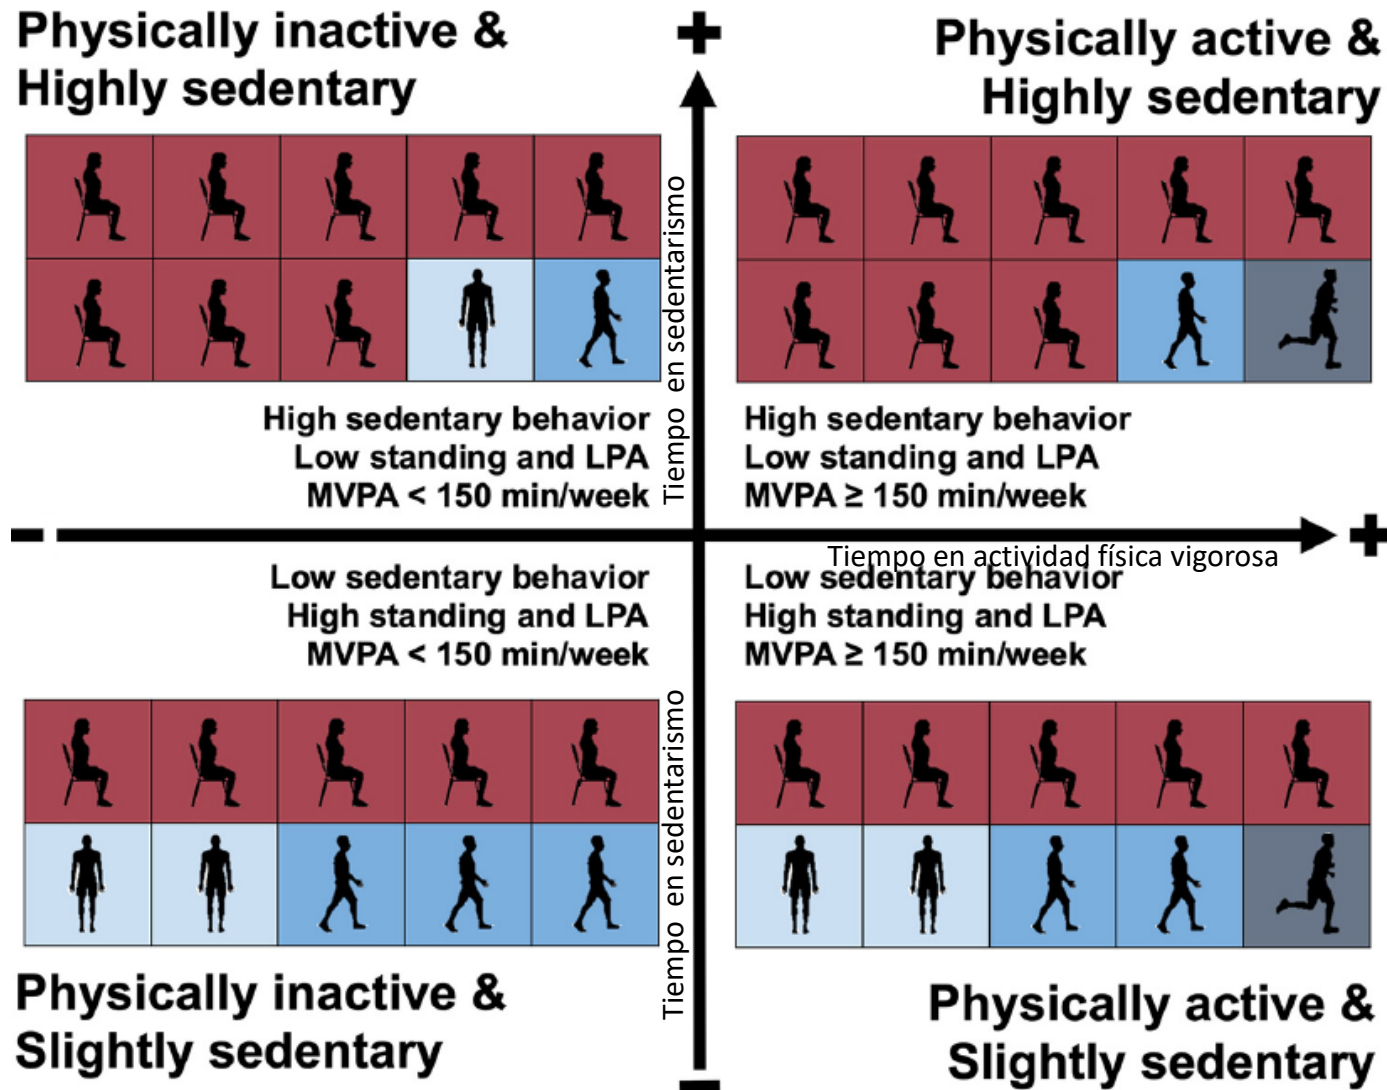 Physically inactive &
Highly sedentary
Physically active &
Highly sedentary
Tiempo en sedentarismo
High sedentary behavior
Low standing and LPA
MVPA < 150 min/week
High sedentary behavior
Low standing and LPA
MVPA ≥ 150 min/week
Tiempo en actividad física vigorosa
Low sedentary behavior
High standing and LPA
MVPA < 150 min/week
Low sedentary behavior
High standing and LPA
MVPA ≥ 150 min/week
Tiempo en sedentarismo
Physically inactive &
Slightly sedentary
Physically active &
Slightly sedentary